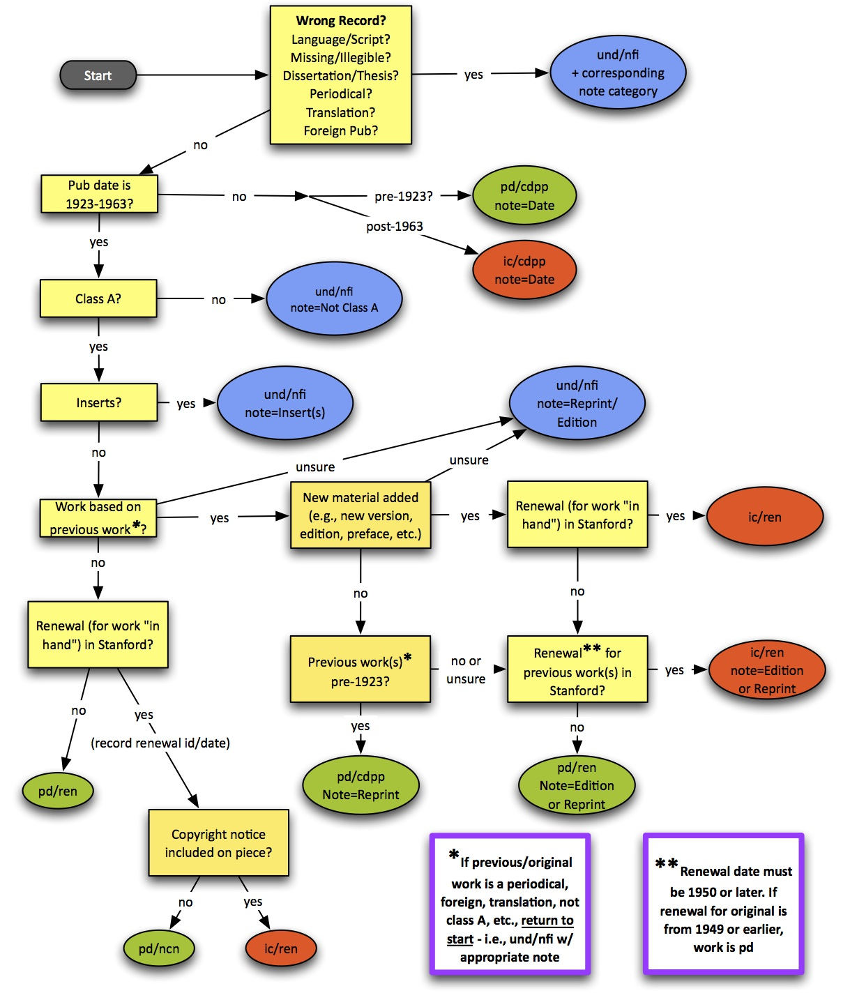 Start
Wrong Record?
Language/Script?
Missing/Illegible?
Dissertation/Thesis?
Periodical?
Translation?
Foreign Pub?
yes
und/nfi
+ corresponding
note category
no
Pub date is
1923-1963?
no
pre-1923?
pd/cdpp
note=Date
post-1963
ic/cdpp
note=Date
yes
Class A?
no
und/nfi
note=Not Class A
yes
Inserts?
yes
und/nfi
note=Insert(s)
und/nfi
note=Reprint/
Edition
no
unsure
unsure
Work based on
previous work*?
yes
New material added
(e.g., new version,
edition, preface, etc.)
yes
Renewal (for work "in
hand") in Stanford?
yes
ic/ren
no
no
no
Renewal (for work "in
hand") in Stanford?
Previous work(s)*
pre-1923?
no or
unsure
Renewal** for
previous work(s) in
Stanford?
yes
ic/ren
note=Edition
or Reprint
no
yes
(record renewal id/date)
yes
no
pd/ren
pd/cdpp
Note=Reprint
pd/ren
Note=Edition
or Reprint
Copyright notice
included on piece?
no
yes
pd/ncn
ic/ren
*If previous/original
work is a periodical,
foreign, translation, not
class A, etc., return to
start - i.e., und/nfi w/
appropriate note
**Renewal date must
be 1950 or later. If
renewal for original is
from 1949 or earlier,
work is pd